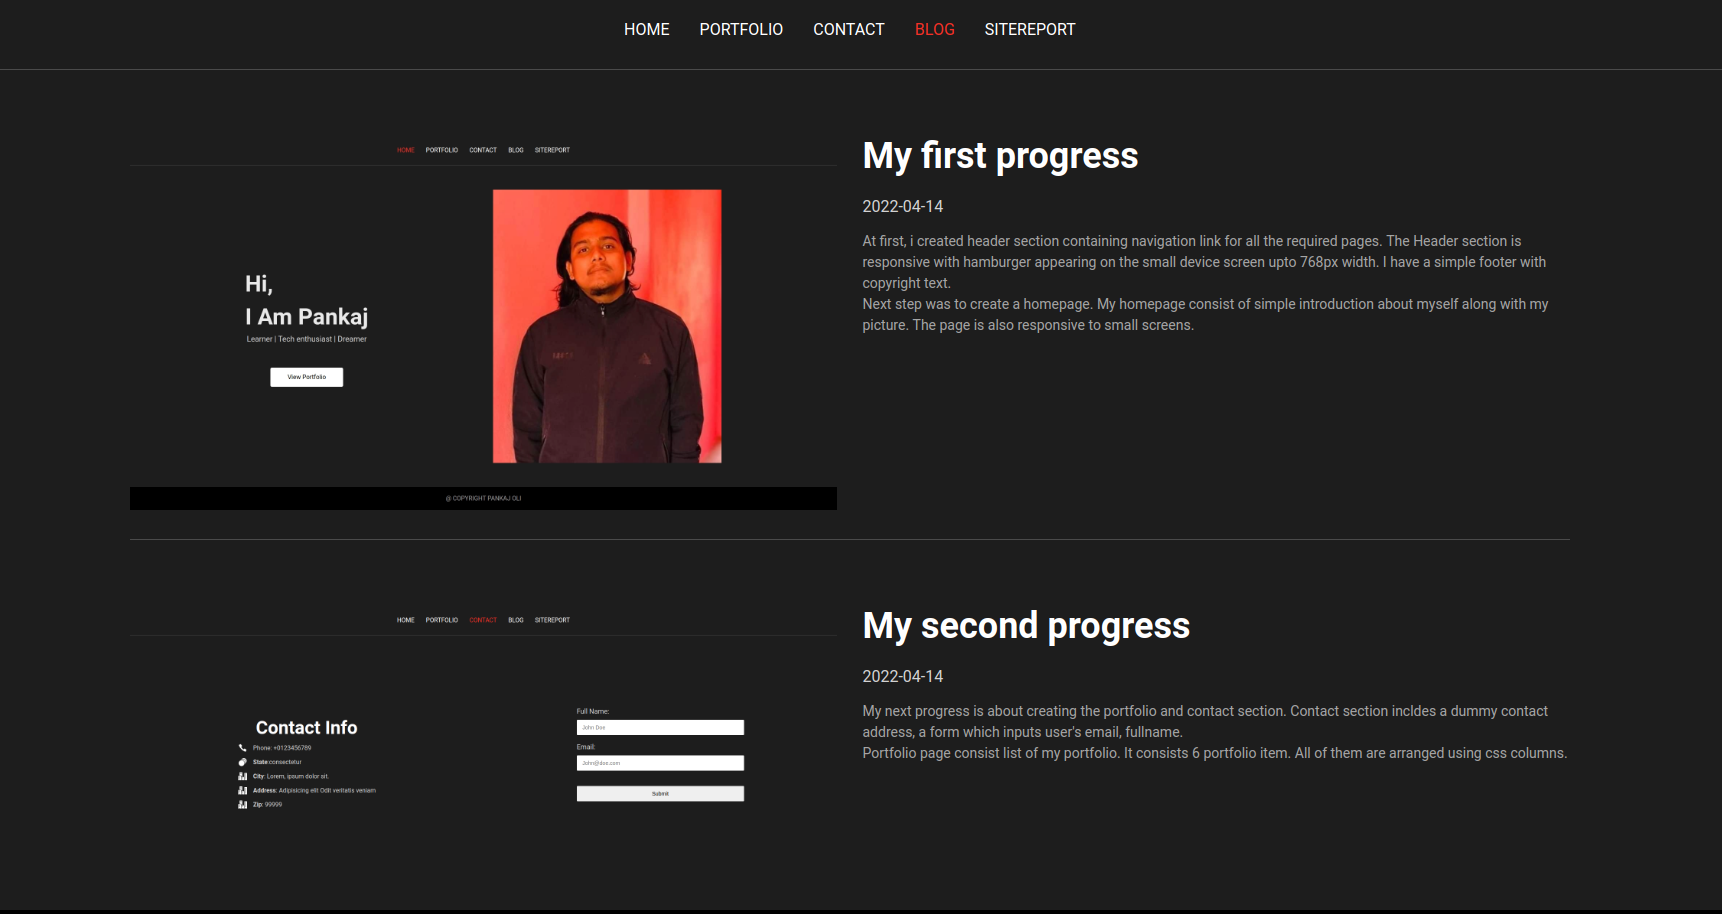 HOME PORTFOLIO CONTACT BLOG SITEREPORT
HOME PORTFOLIO CONTACT BLOG SITEREPORT
Hi,
I Am Pankaj
Learner | Tech enthusiast | Dreamer
View Portfolio
@ COPYRIGHT PANKAJ OLI
My first progress
2022-04-14
At first, i created header section containing navigation link for all the required pages. The Header section is
responsive with hamburger appearing on the small device screen upto 768px width. I have a simple footer with
copyright text.
Next step was to create a homepage. My homepage consist of simple introduction about myself along with my
picture. The page is also responsive to small screens.
HOME PORTFOLIO CONTACT BLOG SITEREPORT
Contact Info
Phone: +0123456789
State:consectetur
City: Lorem, ipsum dolor sit.
Address: Adipisicing elit Odit veritatis veniam
Zip: 99999
Full Name:
John Doe
Email:
John@doe.com
Submit
My second progress
2022-04-14
My next progress is about creating the portfolio and contact section. Contact section incldes a dummy contact
address, a form which inputs user's email, fullname.
Portfolio page consist list of my portfolio. It consists 6 portfolio item. All of them are arranged using css columns.